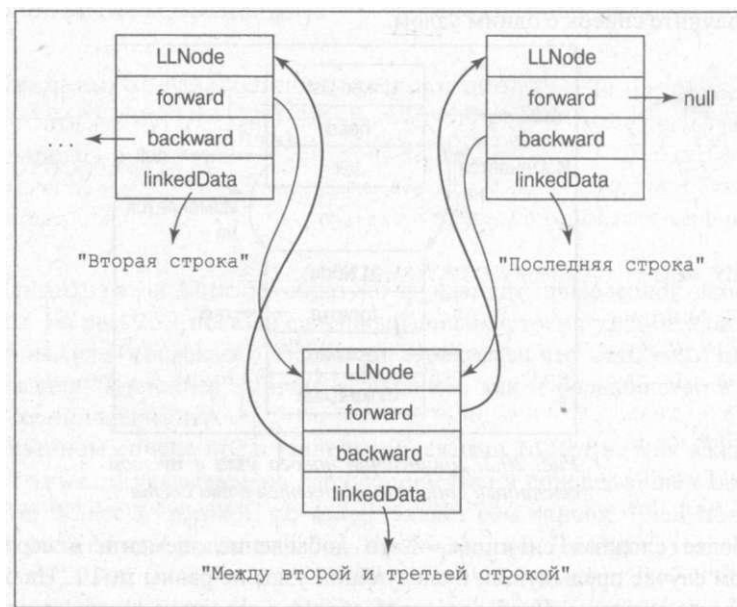 LLNode
forward
backward
linkedData
"Вторая строка"
...
LLNode
forward
null
backward
linkedData
"Последняя строка"
LLNode
forward
backward
linkedData
"Между второй и третьей строкой"